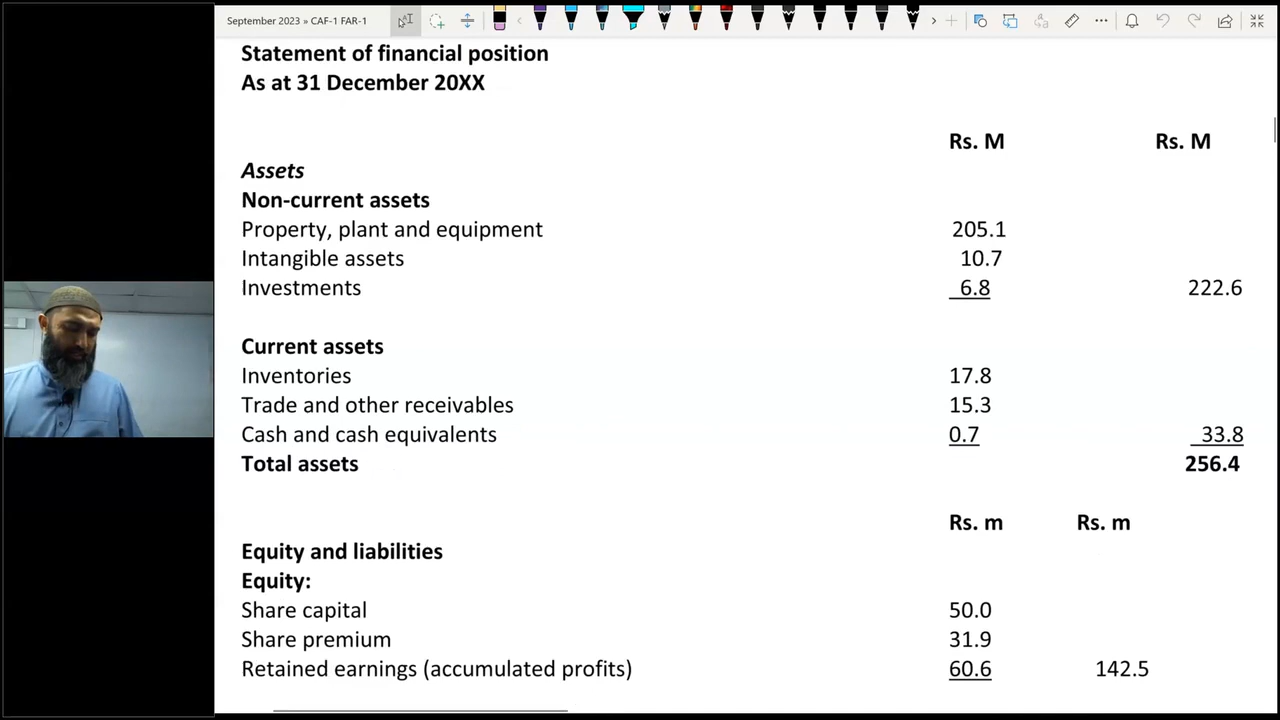 September 2023 » CAF-1 FAR-1
Statement of financial position
As at 31 December 20XX
Rs. M Rs. M
Assets
Non-current assets
Property, plant and equipment 205.1
Intangible assets 10.7
Investments 6.8 222.6
Current assets
Inventories 17.8
Trade and other receivables 15.3
Cash and cash equivalents 0.7 33.8
Total assets 256.4
Rs. m Rs. m
Equity and liabilities
Equity:
Share capital 50.0
Share premium 31.9
Retained earnings (accumulated profits) 60.6 142.5